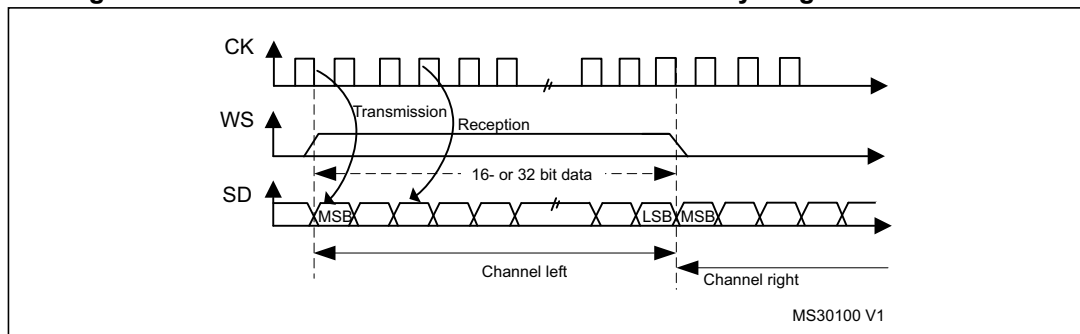 CK
Transmission
WS
Reception
16- or 32 bit data
SD
MSB
LSB
MSB
Channel left
Channel right
MS30100 V1